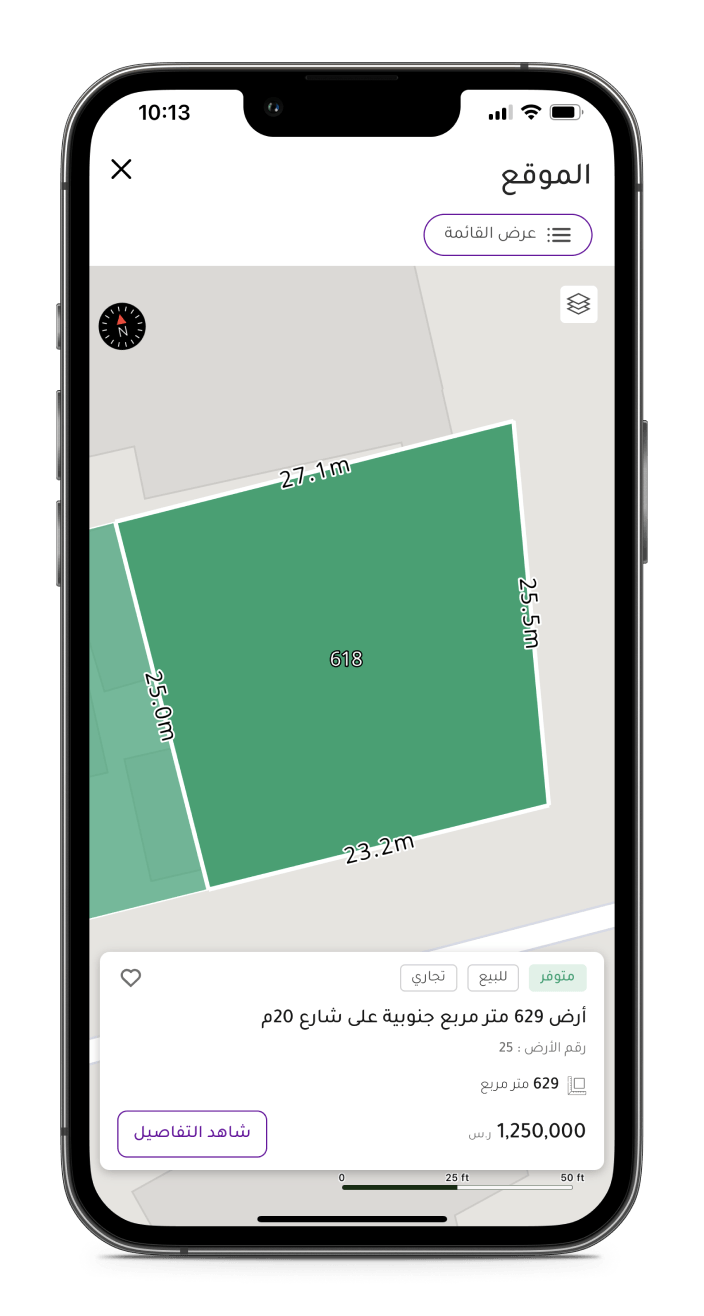 10:13
الموقع
عرض القائمة
N
27.1m
25.5m
618
25.0m
23.2m
متوفر
للبيع
تجاري
أرض 629 متر مربع جنوبية على شارع 20م
رقم الأرض : 25
629 متر مربع
1,250,000 ر.س
شاهد التفاصيل
0 25 ft 50 ft